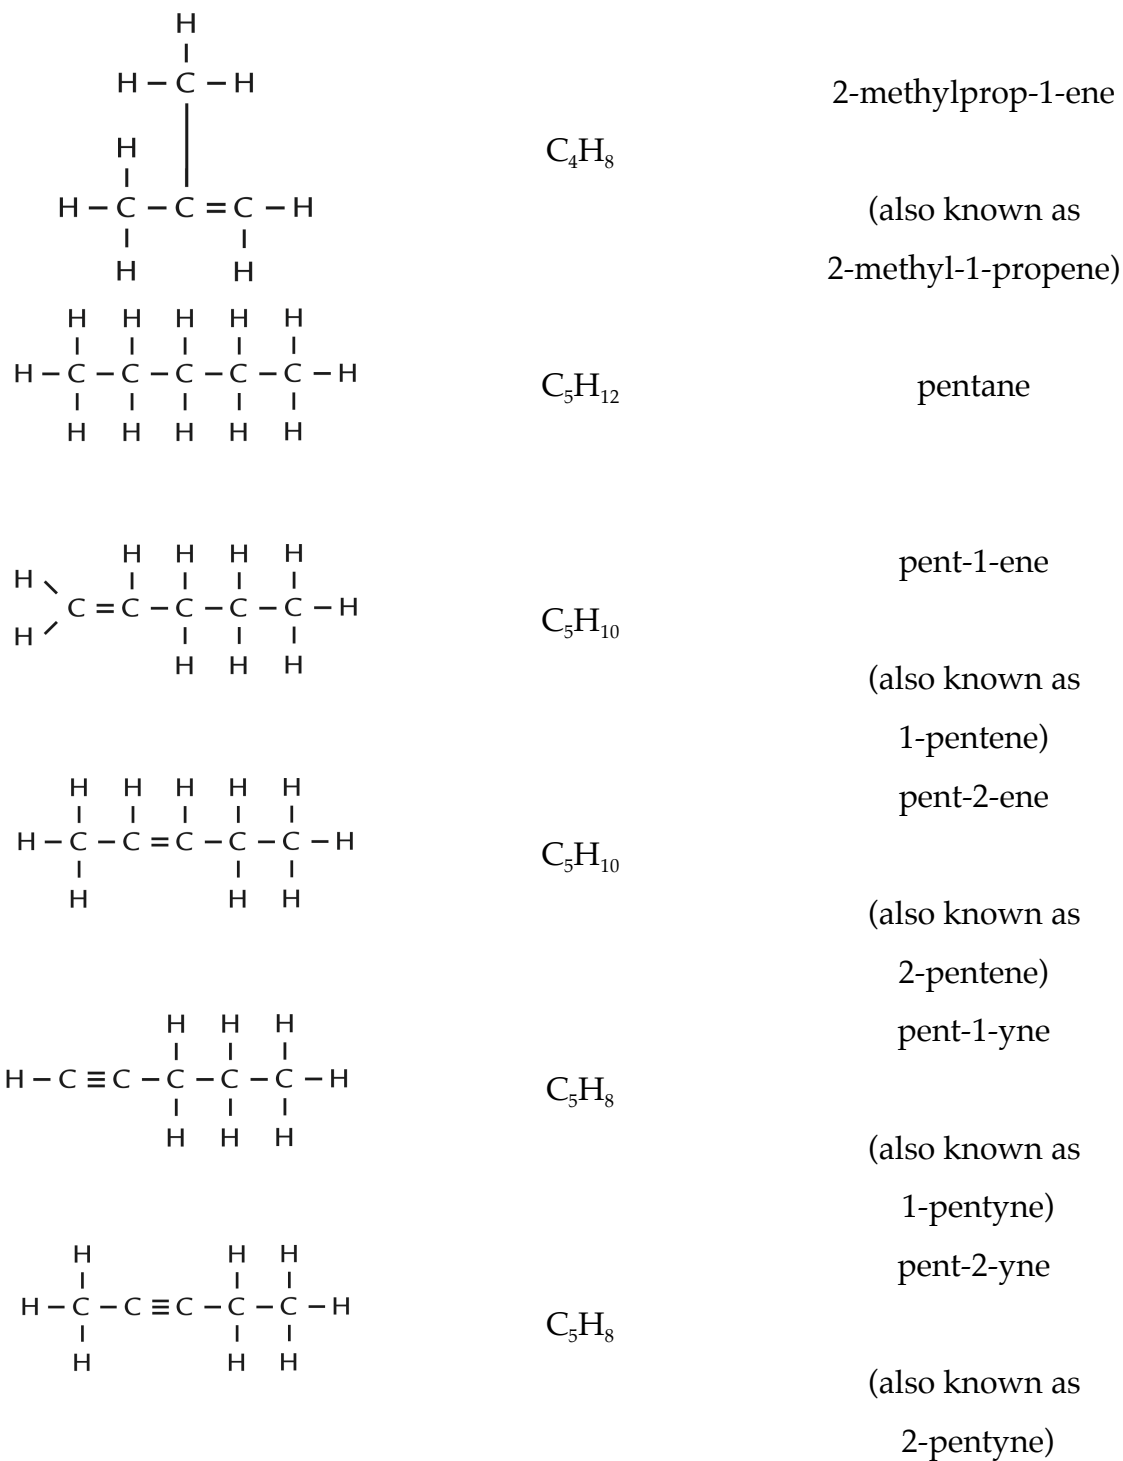 H
H – C – H
2-methylprop-1-ene
H
C₄H₈
H – C – C = C – H
(also known as
H H
2-methyl-1-propene)
H H H H H
H – C – C – C – C – C – H
C₅H₁₂
pentane
H H H H H
H H H H
pent-1-ene
H
C = C – C – C – C – H
H
C₅H₁₀
H H H
(also known as
1-pentene)
H H H H H
pent-2-ene
H – C – C = C – C – C – H
C₅H₁₀
H H H
(also known as
2-pentene)
H H H
pent-1-yne
H – C ≡ C – C – C – C – H
C₅H₈
H H H
(also known as
1-pentyne)
H H H
pent-2-yne
H – C – C ≡ C – C – C – H
C₅H₈
H H H
(also known as
2-pentyne)